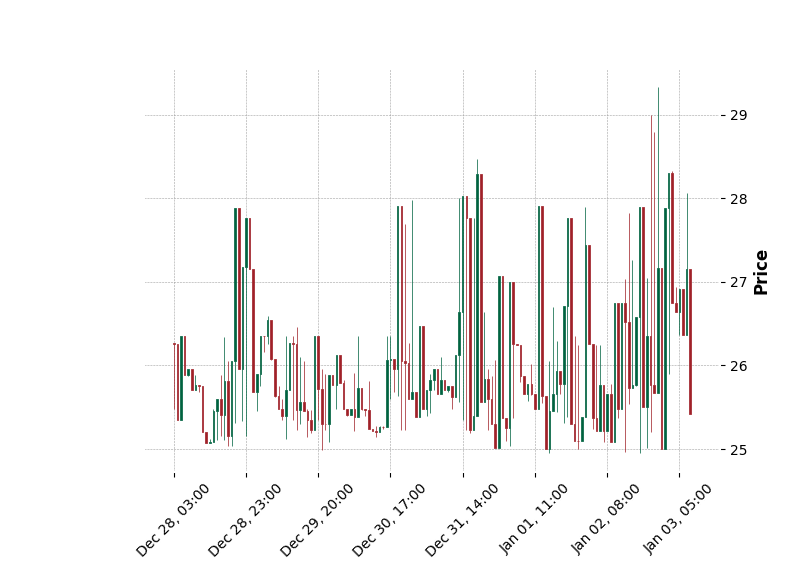 29
28
27
26
25
Price
Dec 28, 03:00
Dec 28, 23:00
Dec 29, 20:00
Dec 30, 17:00
Dec 31, 14:00
Jan 01, 11:00
Jan 02, 08:00
Jan 03, 05:00